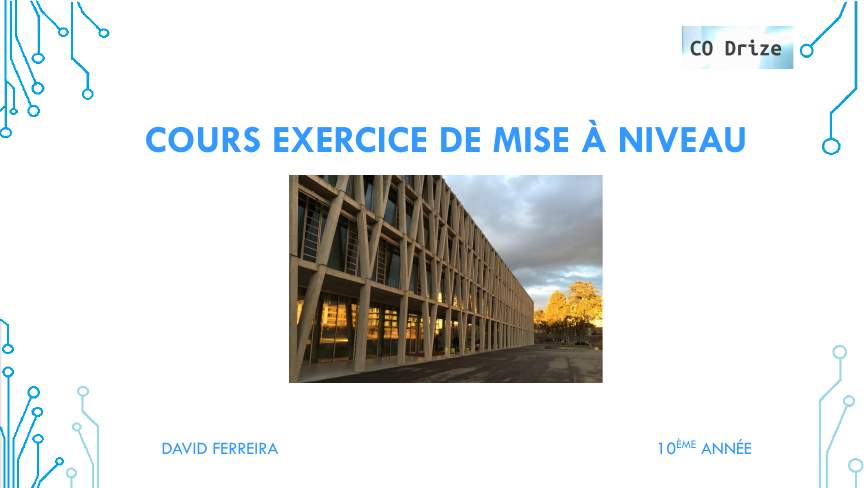 CO Drize
COURS EXERCICE DE MISE À NIVEAU
DAVID FERREIRA
10ÈME ANNÉE